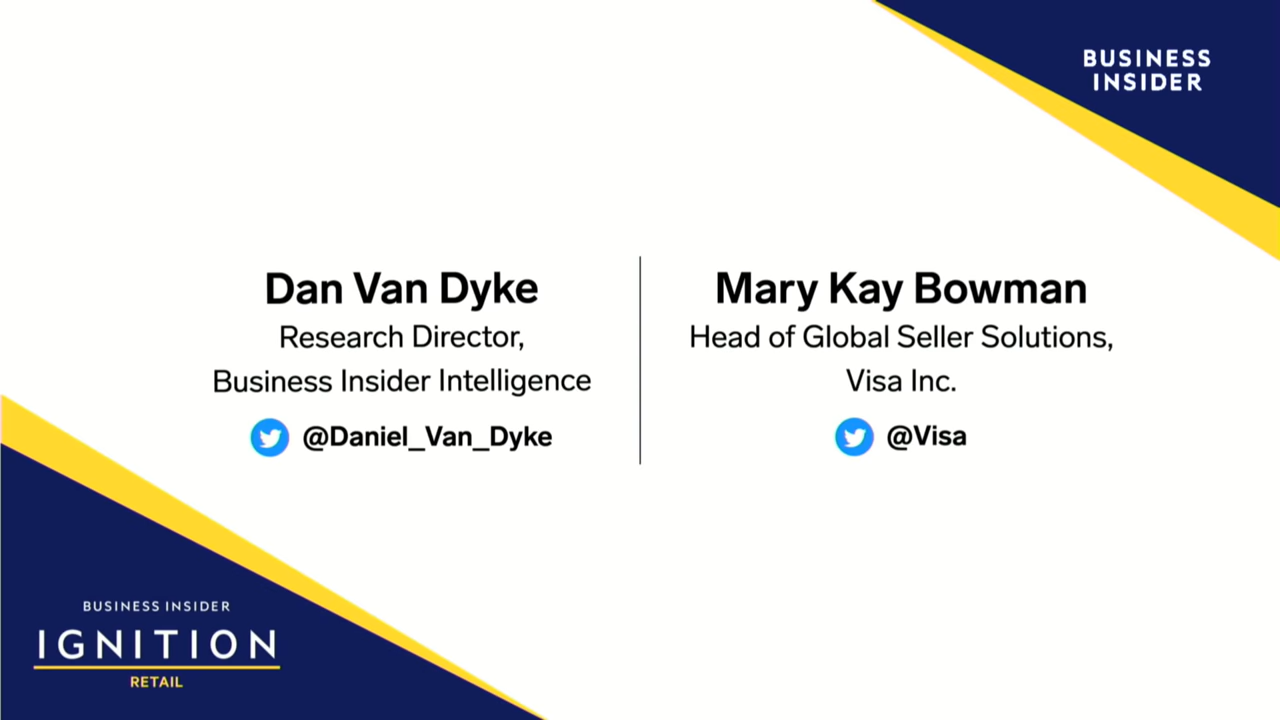 BUSINESS
INSIDER
Dan Van Dyke
Research Director,
Business Insider Intelligence
@Daniel_Van_Dyke
Mary Kay Bowman
Head of Global Seller Solutions,
Visa Inc.
@Visa
BUSINESS INSIDER
IGNITION
RETAIL